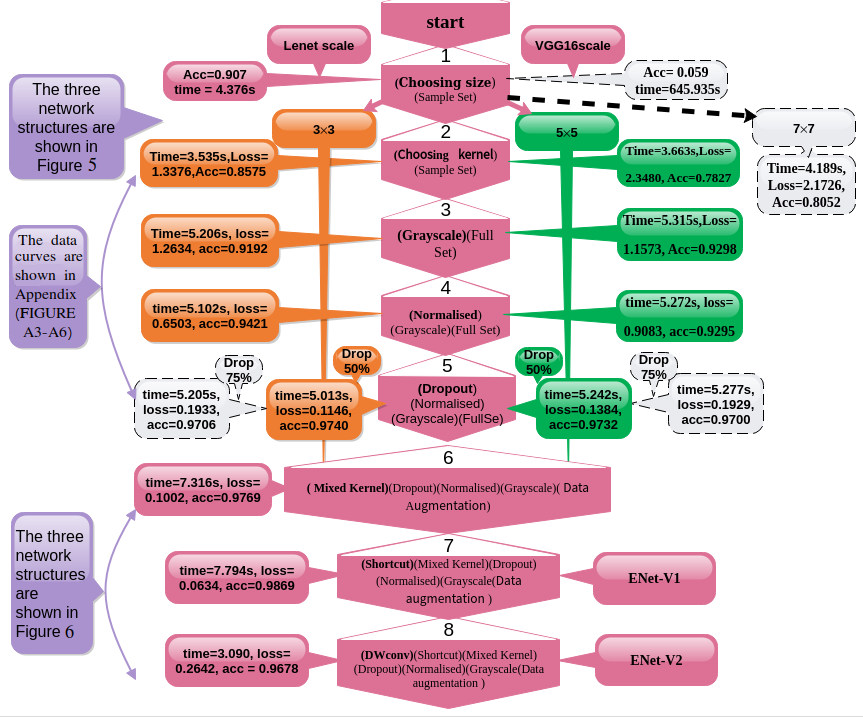 start
Lenet scale
VGG16scale
1
Acc=0.907
time = 4.376s
(Choosing size)
(Sample Set)
Acc= 0.059
time=645.935s
The three
network
structures are
shown in
Figure 5
3×3
5×5
7×7
2
Time=3.535s,Loss=
1.3376,Acc=0.8575
(Choosing kernel)
(Sample Set)
Time=3.663s,Loss=
2.3480, Acc=0.7827
Time=4.189s,
Loss=2.1726,
Acc=0.8052
3
Time=5.206s, loss=
1.2634, acc=0.9192
(Grayscale)(Full
Set)
Time=5.315s,Loss=
1.1573, Acc=0.9298
The data
curves are
shown in
Appendix
(FIGURE
A3-A6)
4
time=5.102s, loss=
0.6503, acc=0.9421
(Normalised)
(Grayscale)(Full Set)
time=5.272s, loss=
0.9083, acc=0.9295
5
Drop
75%
Drop
50%
Drop
50%
Drop
75%
time=5.205s,
loss=0.1933,
acc=0.9706
time=5.013s,
loss=0.1146,
acc=0.9740
(Dropout)
(Normalised)
(Grayscale)(FullSe)
time=5.242s,
loss=0.1384,
acc=0.9732
time=5.277s,
loss=0.1929,
acc=0.9700
6
time=7.316s, loss=
0.1002, acc=0.9769
( Mixed Kernel)(Dropout)(Normalised)(Grayscale)( Data
Augmentation)
The three
network
structures
are
shown in
Figure 6
7
time=7.794s, loss=
0.0634, acc=0.9869
(Shortcut)(Mixed Kernel)(Dropout)
(Normalised)(Grayscale(Data
augmentation )
ENet-V1
8
time=3.090, loss=
0.2642, acc = 0.9678
(DWconv)(Shortcut)(Mixed Kernel)
(Dropout)(Normalised)(Grayscale(Data
augmentation )
ENet-V2